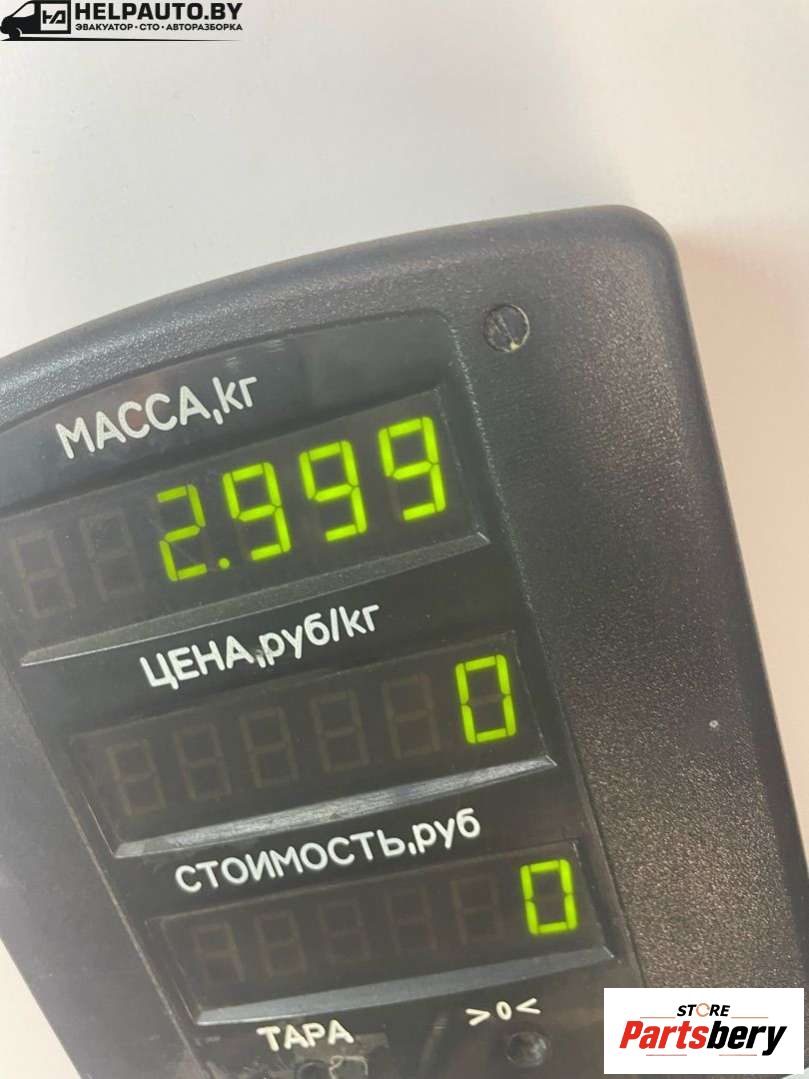 HELPAUTO.BY
ЭВАКУАТОР · СТО · АВТОРАЗБОРКА
МАССА,кг
2.999
ЦЕНА,руб/кг
0
СТОИМОСТЬ,руб
0
ТАРА >0<
STORE
Partsbery